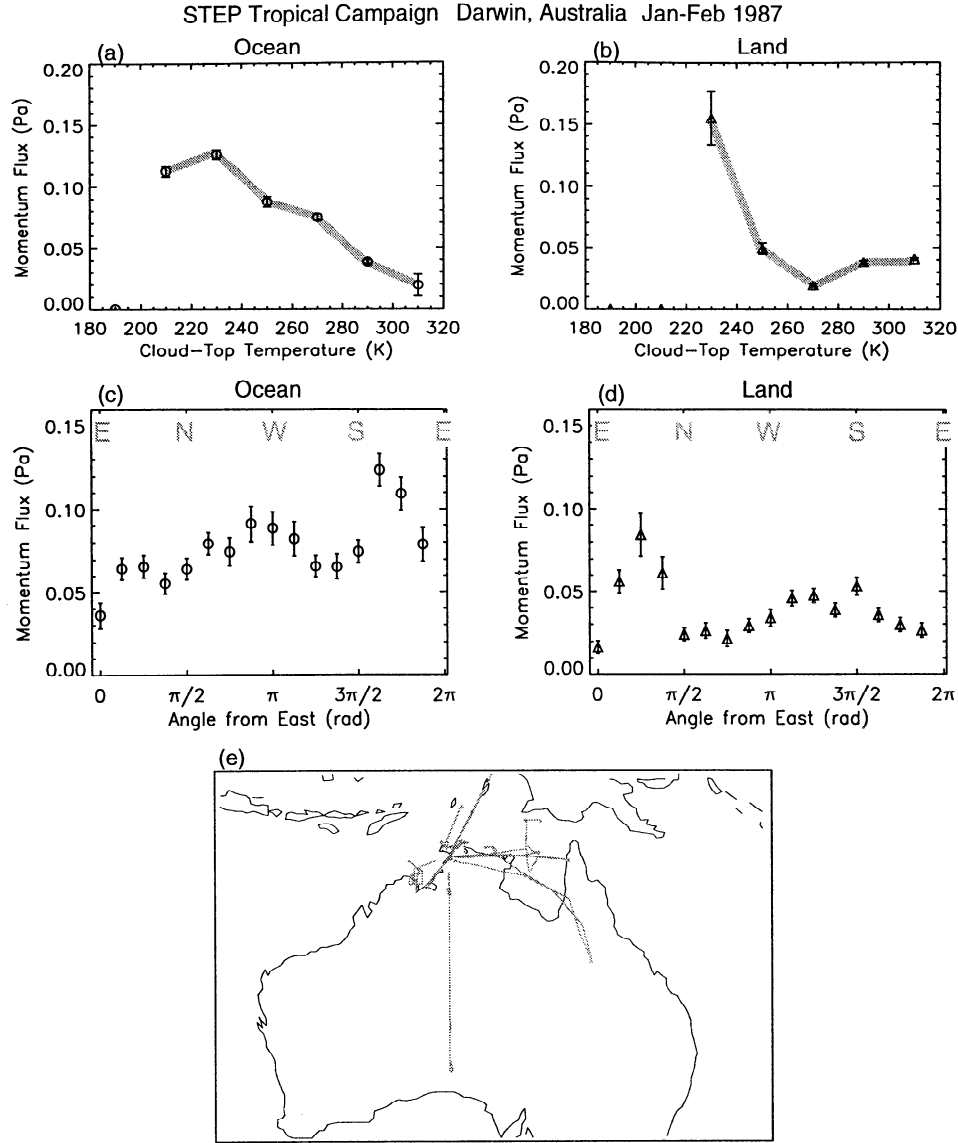 STEP Tropical Campaign Darwin, Australia Jan-Feb 1987
(a) Ocean
0.20
0.15
0.10
0.05
0.00
Momentum Flux (Pa)
180 200 220 240 260 280 300 320
Cloud-Top Temperature (K)
(b) Land
0.20
0.15
0.10
0.05
0.00
Momentum Flux (Pa)
180 200 220 240 260 280 300 320
Cloud-Top Temperature (K)
(c) Ocean
E N W S E
0.15
0.10
0.05
0.00
Momentum Flux (Pa)
0 π/2 π 3π/2 2π
Angle from East (rad)
(d) Land
E N W S E
0.15
0.10
0.05
0.00
Momentum Flux (Pa)
0 π/2 π 3π/2 2π
Angle from East (rad)
(e)